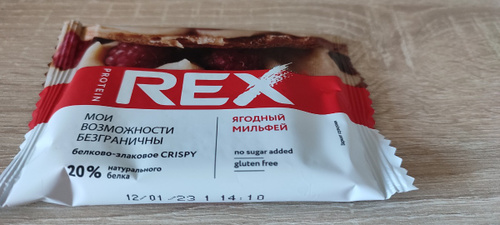 PROTEIN
REX
МОИ
ВОЗМОЖНОСТИ
БЕЗГРАНИЧНЫ
белково-злаковое CRISPY
20% натурального
белка
ЯГОДНЫЙ
МИЛЬФЕЙ
no sugar added
gluten free
12/01/23 1 14:10